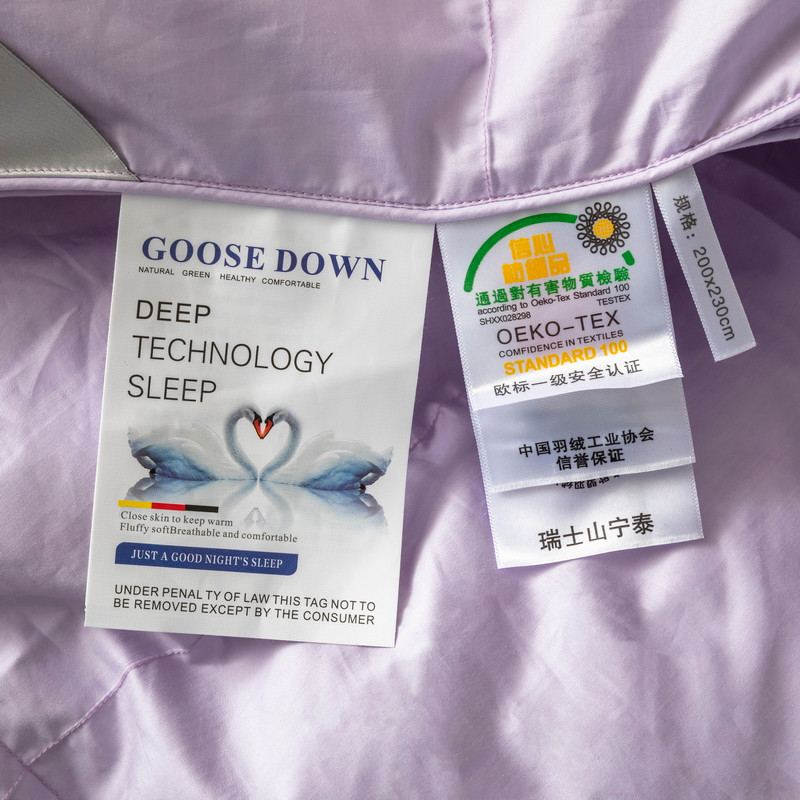 GOOSE DOWN
NATURAL GREEN HEALTHY COMFORTABLE
DEEP
TECHNOLOGY
SLEEP
Close skin to keep warm
Fluffy softBreathable and comfortable
JUST A GOOD NIGHT'S SLEEP
UNDER PENAL TY OF LAW THIS TAG NOT TO
BE REMOVED EXCEPT BY THE CONSUMER
信心
紡織品
通過對有害物質檢驗
according to Oeko-Tex Standard 100
SHXX028298 TESTEX
OEKO-TEX
COMFIDENCE IN TEXTILES
STANDARD 100
欧标一级安全认证
中国羽绒工业协会
信誉保证
瑞士山宁泰
规格：200x230cm